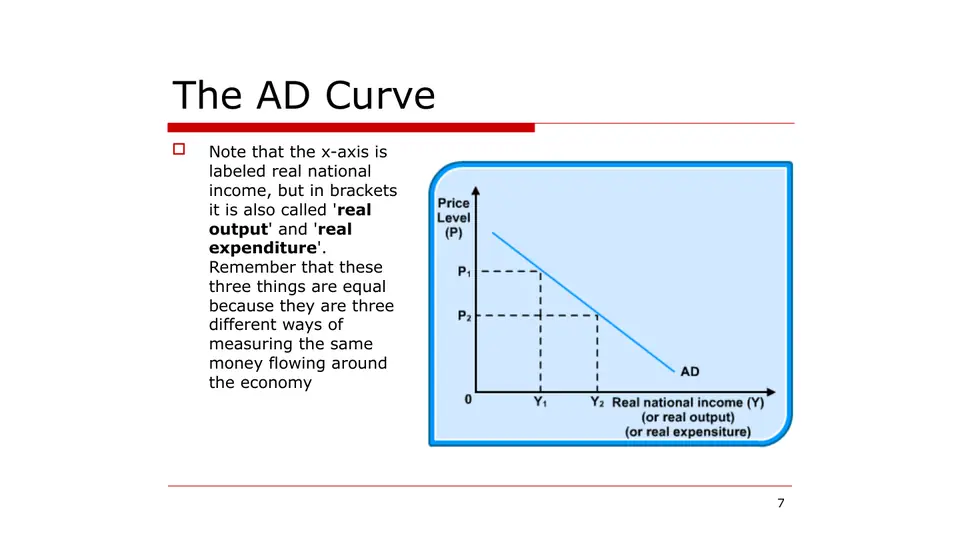 The AD Curve
Note that the x-axis is
labeled real national
income, but in brackets
it is also called 'real
output' and 'real
expenditure'.
Remember that these
three things are equal
because they are three
different ways of
measuring the same
money flowing around
the economy
Price
Level
(P)
P₁
P₂
AD
0
Y₁
Y₂
Real national income (Y)
(or real output)
(or real expensiture)
7